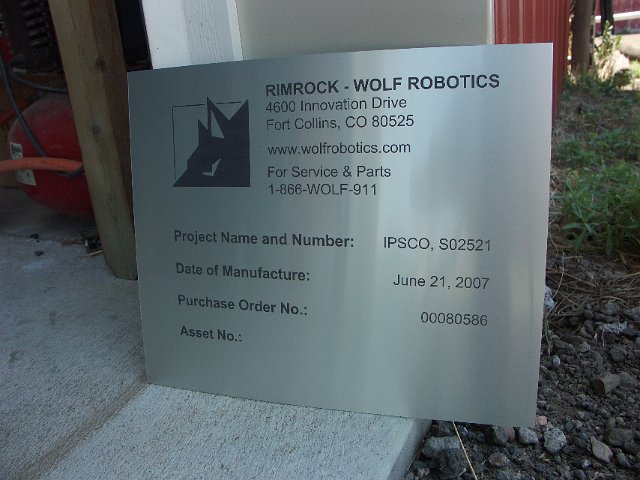 RIMROCK - WOLF ROBOTICS
4600 Innovation Drive
Fort Collins, CO 80525
www.wolfrobotics.com
For Service & Parts
1-866-WOLF-911
Project Name and Number: IPSCO, S02521
Date of Manufacture: June 21, 2007
Purchase Order No.: 00080586
Asset No.: